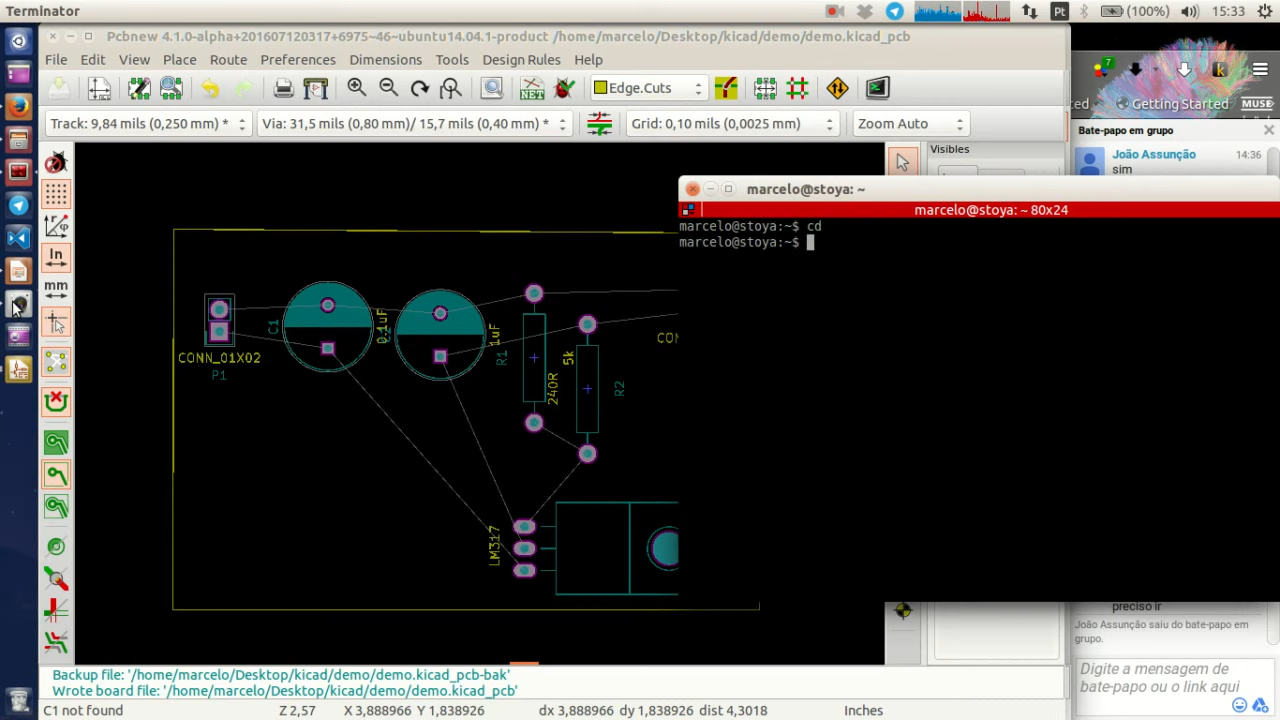 Terminator
Pt
(100%)
15:33
Pcbnew 4.1.0-alpha+201607120317+6975~46~ubuntu14.04.1-product /home/marcelo/Desktop/kicad/demo/demo.kicad_pcb
File Edit View Place Route Preferences Dimensions Tools Design Rules Help
NET
Edge.Cuts
7
k
Getting Started
MUSE
Track: 9,84 mils (0,250 mm) *
Via: 31,5 mils (0,80 mm)/ 15,7 mils (0,40 mm) *
Grid: 0,10 mils (0,0025 mm)
Zoom Auto
Bate-papo em grupo
Visibles
João Assunção
14:36
sim
marcelo@stoya: ~
marcelo@stoya: ~ 80x24
marcelo@stoya:~$ cd
marcelo@stoya:~$
In
mm
C1
0.1uF
1uF
R1
240R
5k
R2
CONN_01X02
P1
CO
LM317
preciso ir
João Assunção saiu do bate-papo em
grupo.
Digite a mensagem de
bate-papo ou o link aqui
Backup file: '/home/marcelo/Desktop/kicad/demo/demo.kicad_pcb-bak'
Wrote board file: '/home/marcelo/Desktop/kicad/demo/demo.kicad_pcb'
C1 not found
Z 2,57
X 3,888966 Y 1,838926
dx 3,888966 dy 1,838926 dist 4,3018
Inches